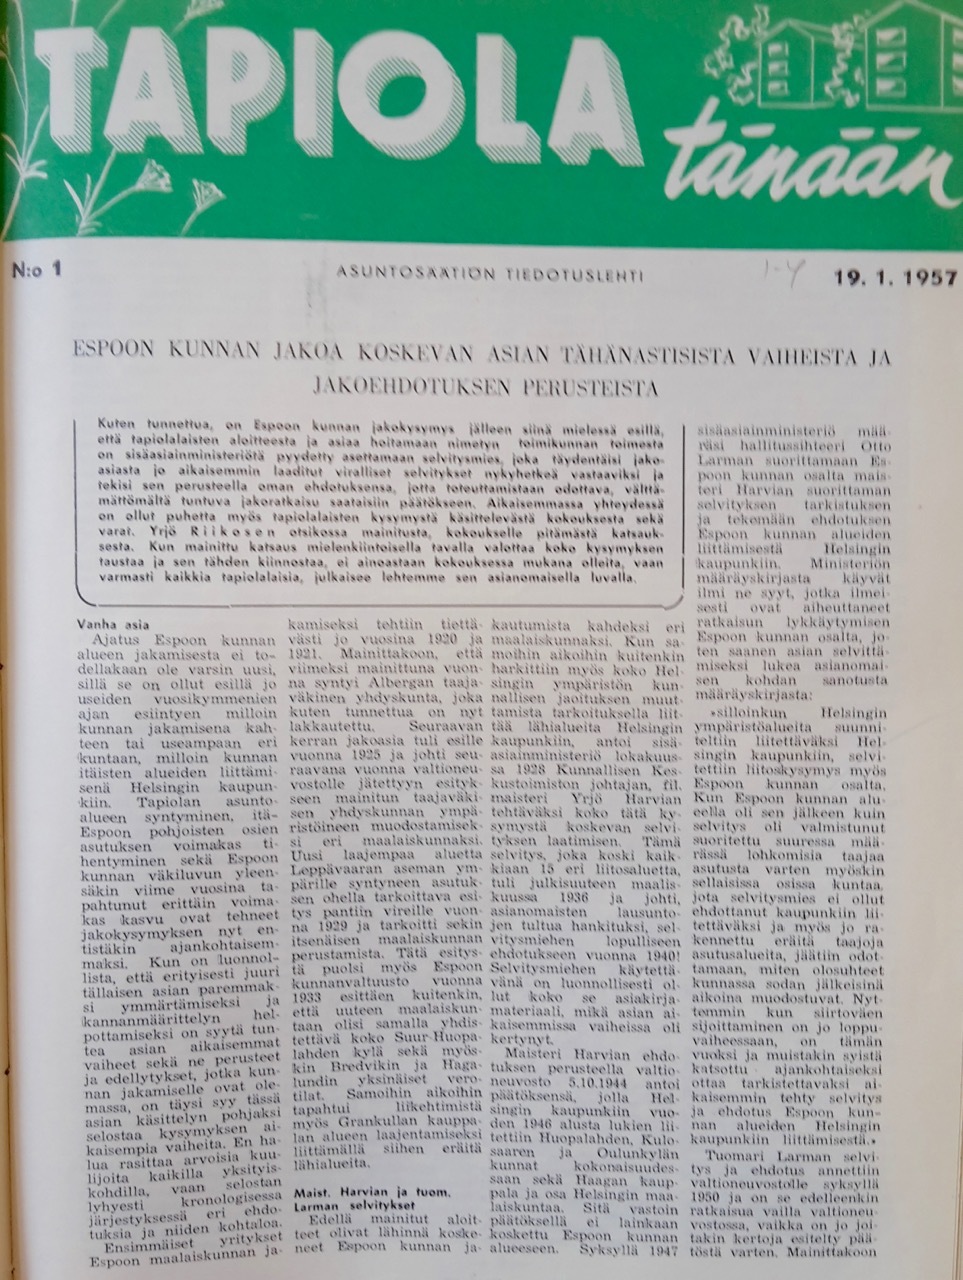 TAPIOLA
tänään
N:o 1
ASUNTOSÄÄTIÖN TIEDOTUSLEHTI
1-4
19. 1. 1957
ESPOON KUNNAN JAKOA KOSKEVAN ASIAN TÄHÄNASTISISTA VAIHEISTA JA
JAKOEHDOTUKSEN PERUSTEISTA
Kuten tunnettua, on Espoon kunnan jakokysymys jälleen siinä mielessä esillä,
että tapiolalaisten aloitteesta ja asiaa hoitamaan nimetyn toimikunnan toimesta
on sisäasiainministeriötä pyydetty asettamaan selvitysmies, joka täydentäisi jako-
asiasta jo aikaisemmin laaditut viralliset selvitykset nykyhetkeä vastaaviksi ja
tekisi sen perusteella oman ehdotuksensa, jotta toteuttamistaan odottava, välttä-
mättömältä tuntuva jakoratkaisu saataisiin päätökseen. Aikaisemmassa yhteydessä
on ollut puhetta myös tapiolalaisten kysymystä käsittelevästä kokouksesta sekä
varat. Yrjö Riikosen otsikossa mainitusta, kokoukselle pitämästä katsauk-
sesta. Kun mainittu katsaus mielenkiintoisella tavalla valottaa koko kysymyksen
taustaa ja sen tähden kiinnostaa, ei ainoastaan kokouksessa mukana olleita, vaan
varmasti kaikkia tapiolalaisia, julkaisee lehtemme sen asianomaisella luvalla.
Vanha asia
Ajatus Espoon kunnan
alueen jakamisesta ei to-
dellakaan ole varsin uusi,
sillä se on ollut esillä jo
useiden vuosikymmenien
ajan esiintyen milloin
kunnan jakamisena kah-
teen tai useampaan eri
kuntaan, milloin kunnan
itäisten alueiden liittämi-
senä Helsingin kaupun-
kiin. Tapiolan asunto-
alueen syntyminen, itä-
Espoon pohjoisten osien
asutuksen voimakas ti-
hentyminen sekä Espoon
kunnan väkiluvun yleen-
säkin viime vuosina ta-
pahtunut erittäin voima-
kas kasvu ovat tehneet
jakokysymyksen nyt en-
tistäkin ajankohtaisem-
maksi. Kun on luonnol-
lista, että erityisesti juuri
tällaisen asian paremmak-
si ymmärtämiseksi ja
kannanmäärittelyn hel-
pottamiseksi on syytä tun-
tea asian aikaisemmat
vaiheet sekä ne perusteet
ja edellytykset, jotka kun-
nan jakamiselle ovat ole-
massa, on täysi syy tässä
asian käsittelyn pohjaksi
selostaa kysymyksen ai-
kaisempia vaiheita. En ha-
lua rasittaa arvoisia kuu-
lijoita kaikilla yksityis-
kohdilla, vaan selostan
lyhyesti kronologisessa
järjestyksessä eri ehdo-
tuksia ja niiden kohtaloa.
Ensimmäiset yritykset
Espoon maalaiskunnan ja-
kamiseksi tehtiin tiettä-
västi jo vuosina 1920 ja
1921. Mainittakoon, että
viimeksi mainittuna vuon-
na syntyi Albergan taaja-
väkinen yhdyskunta, joka
kuten tunnettua on nyt
lakkautettu. Seuraavan
kerran jakoasia tuli esille
vuonna 1925 ja johti seu-
raavana vuonna valtioneu-
vostolle jätettyyn esityk-
seen mainitun taajaväki-
sen yhdyskunnan ympä-
ristöineen muodostamisek-
si eri maalaiskunnaksi.
Uusi laajempaa aluetta
Leppävaaran aseman ym-
pärille syntyneen asutuk-
sen ohella tarkoittava esi-
tys pantiin vireille vuon-
na 1929 ja tarkoitti sekin
itsenäisen maalaiskunnan
perustamista. Tätä esitys-
tä puolsi myös Espoon
kunnanvaltuusto vuonna
1933 esittäen kuitenkin,
että uuteen maalaiskun-
taan olisi samalla yhdis-
tettävä koko Suur-Huopa-
lahden kylä sekä myös-
kin Bredvikin ja Haga-
lundin yksinäiset vero-
tilat. Samoihin aikoihin
tapahtui liikehtimistä
myös Grankullan kauppa-
lan alueen laajentamiseksi
liittämällä siihen eräitä
lähialueita.
Maist. Harvian ja tuom.
Larman selvitykset
Edellä mainitut aloit-
teet olivat lähinnä koske-
neet Espoon kunnan ja-
kautumista kahdeksi eri
maalaiskunnaksi. Kun sa-
moihin aikoihin kuitenkin
harkittiin myös koko Hel-
singin ympäristön kun-
nallisen jaoituksen muut-
tamista tarkoituksella liit-
tää lähialueita Helsingin
kaupunkiin, antoi sisä-
asiainministeriö lokakuus-
sa 1928 Kunnallisen Kes-
kustoimiston johtajan, fil.
maisteri Yrjö Harvian
tehtäväksi koko tätä ky-
symystä koskevan selvi-
tyksen laatimisen. Tämä
selvitys, joka koski kaik-
kiaan 15 eri liitosaluetta,
tuli julkisuuteen maalis-
kuussa 1936 ja johti,
asianomaisten lausunto-
jen tultua hankituksi, sel-
vitysmiehen lopulliseen
ehdotukseen vuonna 1940!
Selvitysmiehen käytettä-
vänä on luonnollisesti ol-
lut koko se asiakirja-
materiaali, mikä asian ai-
kaisemmissa vaiheissa oli
kertynyt.
Maisteri Harvian ehdo-
tuksen perusteella valtio-
neuvosto 5.10.1944 antoi
päätöksensä, jolla Hel-
singin kaupunkiin vuo-
den 1946 alusta lukien lii-
tettiin Huopalahden, Kulo-
saaren ja Oulunkylän
kunnat kokonaisuudes-
saan sekä Haagan kaup-
pala ja osa Helsingin maa-
laiskuntaa. Sitä vastoin
päätöksellä ei lainkaan
koskettu Espoon kunnan
alueeseen. Syksyllä 1947
sisäasiainministeriö mää-
räsi hallitussihteeri Otto
Larman suorittamaan Es-
poon kunnan osalta mais-
teri Harvian suorittaman
selvityksen tarkistuksen
ja tekemään ehdotuksen
Espoon kunnan alueiden
liittämisestä Helsingin
kaupunkiin. Ministeriön
määräyskirjasta käyvät
ilmi ne syyt, jotka ilmei-
sesti ovat aiheuttaneet
ratkaisun lykkäytymisen
Espoon kunnan osalta, jo-
ten saanen asian selvittä-
miseksi lukea asianomai-
sen kohdan sanotusta
määräyskirjasta:
»silloinkun Helsingin
ympäristöalueita suunni-
teltiin liitettäväksi Hel-
singin kaupunkiin, selvi-
tettiin liitoskysymys myös
Espoon kunnan osalta.
Kun Espoon kunnan alu-
eella oli sen jälkeen kuin
selvitys oli valmistunut
suoritettu suuressa mää-
rässä lohkomisia taajaa
asutusta varten myöskin
sellaisissa osissa kuntaa,
jota selvitysmies ei ollut
ehdottanut kaupunkiin lii-
tettäväksi ja myös jo ra-
kennettu eräitä taajoja
asutusalueita, jäätiin odot-
tamaan, miten olosuhteet
kunnassa sodan jälkeisinä
aikoina muodostuvat. Nyt-
temmin kun siirtoväen
sijoittaminen on jo loppu-
vaiheessaan, on tämän
vuoksi ja muistakin syistä
katsottu ajankohtaiseksi
ottaa tarkistettavaksi ai-
kaisemmin tehty selvitys
ja ehdotus Espoon kun-
nan alueiden Helsingin
kaupunkiin liittämisestä.»
Tuomari Larman selvi-
tys ja ehdotus annettiin
valtioneuvostolle syksyllä
1950 ja on se edelleenkin
ratkaisua vailla valtioneu-
vostossa, vaikka on jo joi-
takin kertoja esitelty pää-
töstä varten. Mainittakoon